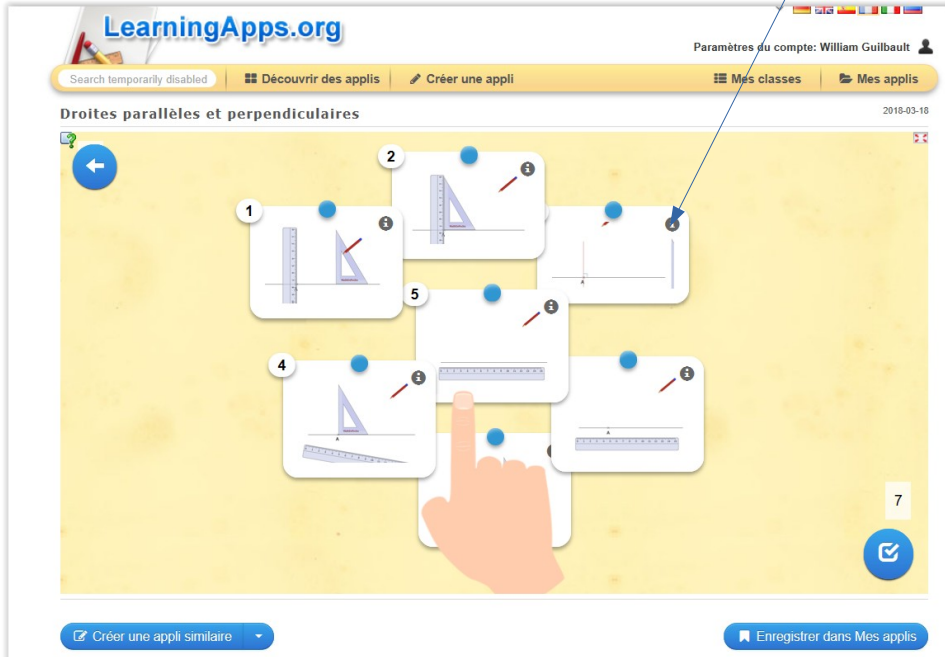 LearningApps.org
Paramètres du compte: William Guilbault
Search temporarily disabled
Découvrir des applis
Créer une appli
Mes classes
Mes applis
Droites parallèles et perpendiculaires
2018-03-18
2
1
5
4
7
Créer une appli similaire
Enregistrer dans Mes applis